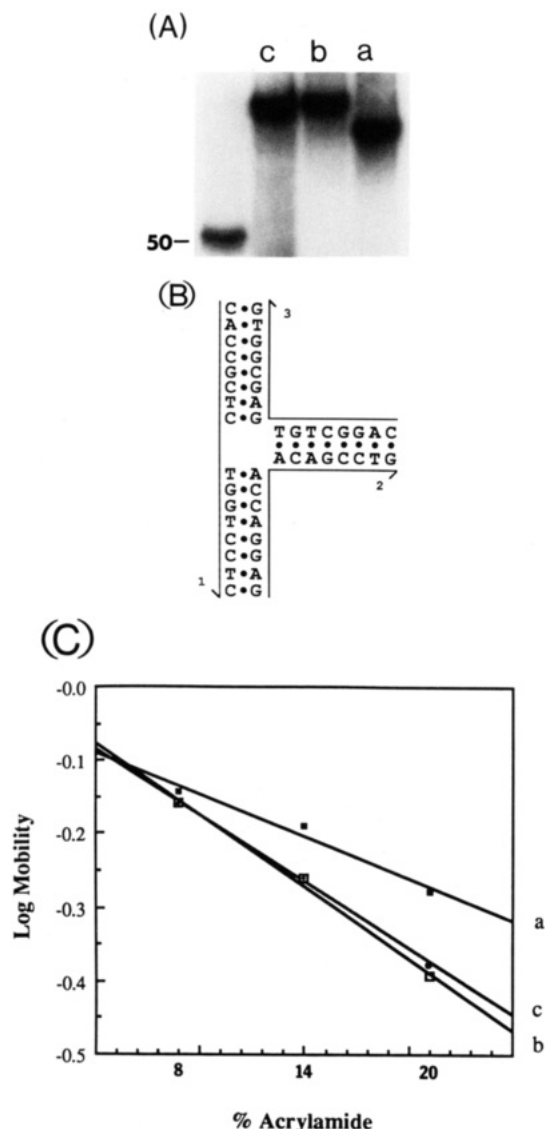 (A)
c b a
50
(B)
C•G
A•T
C•G
C•G
G•C
C•G
T•A
C•G
3
TGTCGGAC
••••••••
ACAGCCTG
2
T•A
G•C
G•C
T•A
C•G
C•G
T•A
C•G
1
(C)
-0.0
-0.1
-0.2
-0.3
-0.4
-0.5
Log Mobility
a
c
b
8 14 20
% Acrylamide